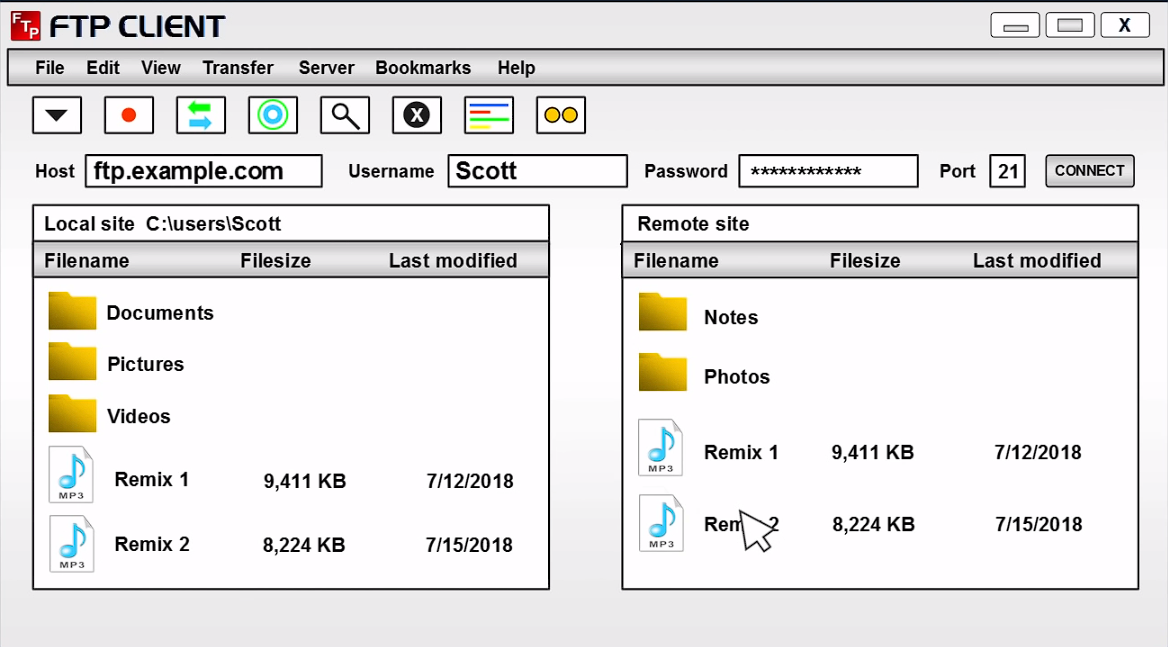 FTP FTP CLIENT X
File Edit View Transfer Server Bookmarks Help
X
Host ftp.example.com Username Scott Password ************ Port 21 CONNECT
Local site C:\users\Scott
Filename Filesize Last modified
Documents
Pictures
Videos
MP3 Remix 1 9,411 KB 7/12/2018
MP3 Remix 2 8,224 KB 7/15/2018
Remote site
Filename Filesize Last modified
Notes
Photos
MP3 Remix 1 9,411 KB 7/12/2018
MP3 2 8,224 KB 7/15/2018